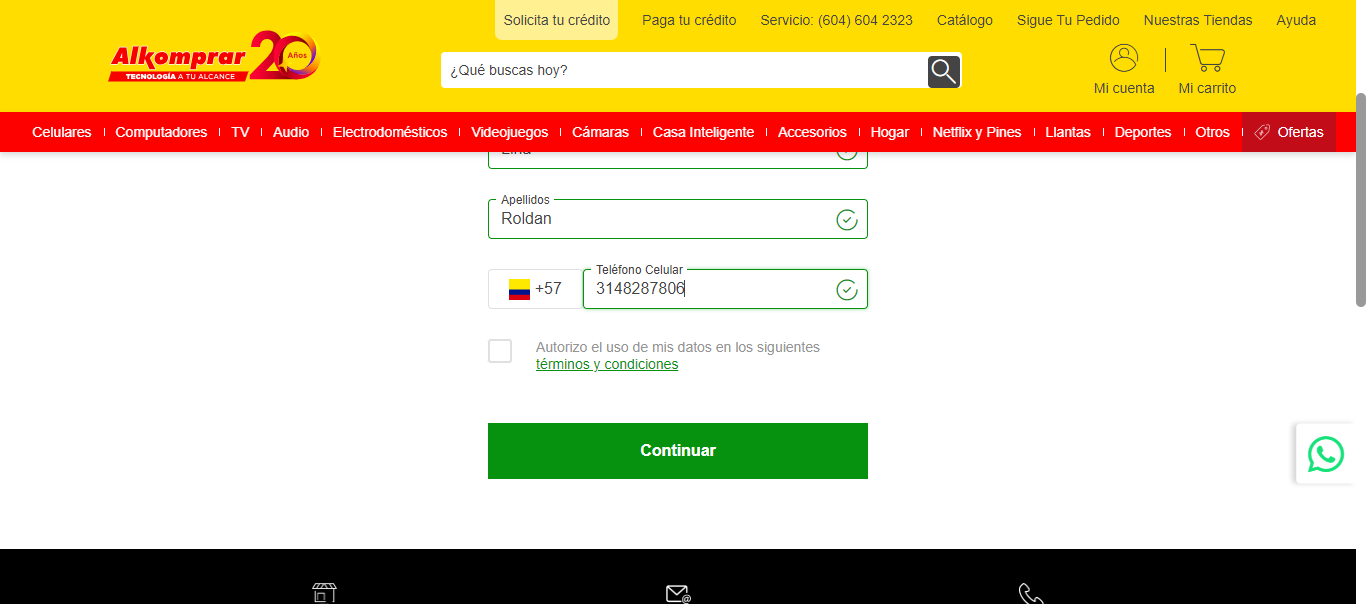 Solicita tu crédito Paga tu crédito Servicio: (604) 604 2323 Catálogo Sigue Tu Pedido Nuestras Tiendas Ayuda
Alkomprar 20 Años
TECNOLOGÍA A TU ALCANCE
¿Qué buscas hoy?
Mi cuenta Mi carrito
Celulares Computadores TV Audio Electrodomésticos Videojuegos Cámaras Casa Inteligente Accesorios Hogar Netflix y Pines Llantas Deportes Otros Ofertas
Apellidos
Roldan
Teléfono Celular
+57 3148287806
Autorizo el uso de mis datos en los siguientes
términos y condiciones
Continuar